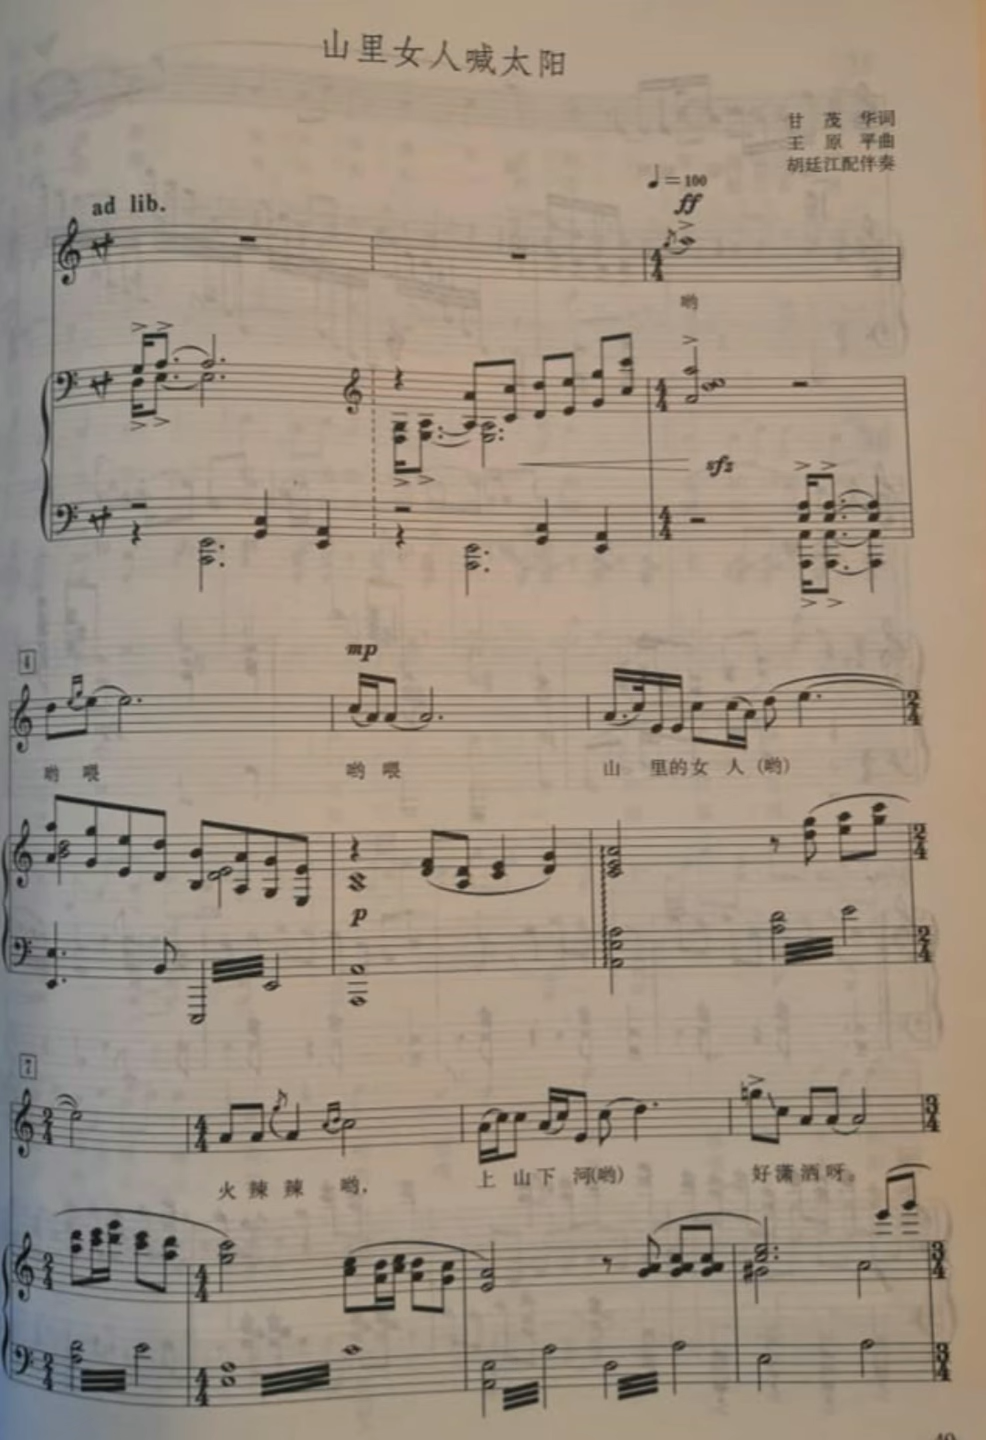 山里女人喊太阳
甘 茂 华词
王 原 平曲
胡廷江配伴奏
♩=100
ad lib.
ff
哟
sfz
4
mp
哟 喂 哟 喂 山 里的女 人 (哟)
p
7
火 辣 辣 哟, 上 山下 河(哟) 好潇洒呀。